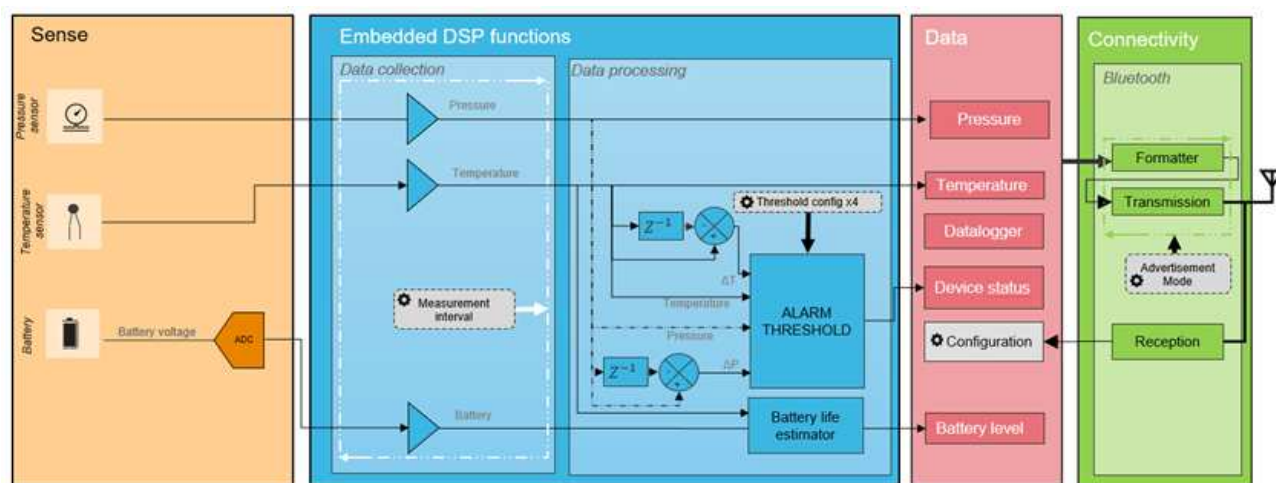 Sense
Embedded DSP functions
Data
Connectivity
Data collection
Data processing
Bluetooth
Pressure
sensor
Pressure
Pressure
Formatter
Temperature
sensor
Temperature
Temperature
Threshold config x4
Transmission
Z⁻¹
Datalogger
ΔT
Advertisement
Mode
Measurement
interval
Temperature
ALARM
THRESHOLD
Device status
Battery
Battery voltage
ADC
Pressure
Configuration
Reception
Z⁻¹
ΔP
Battery
Battery life
estimator
Battery level